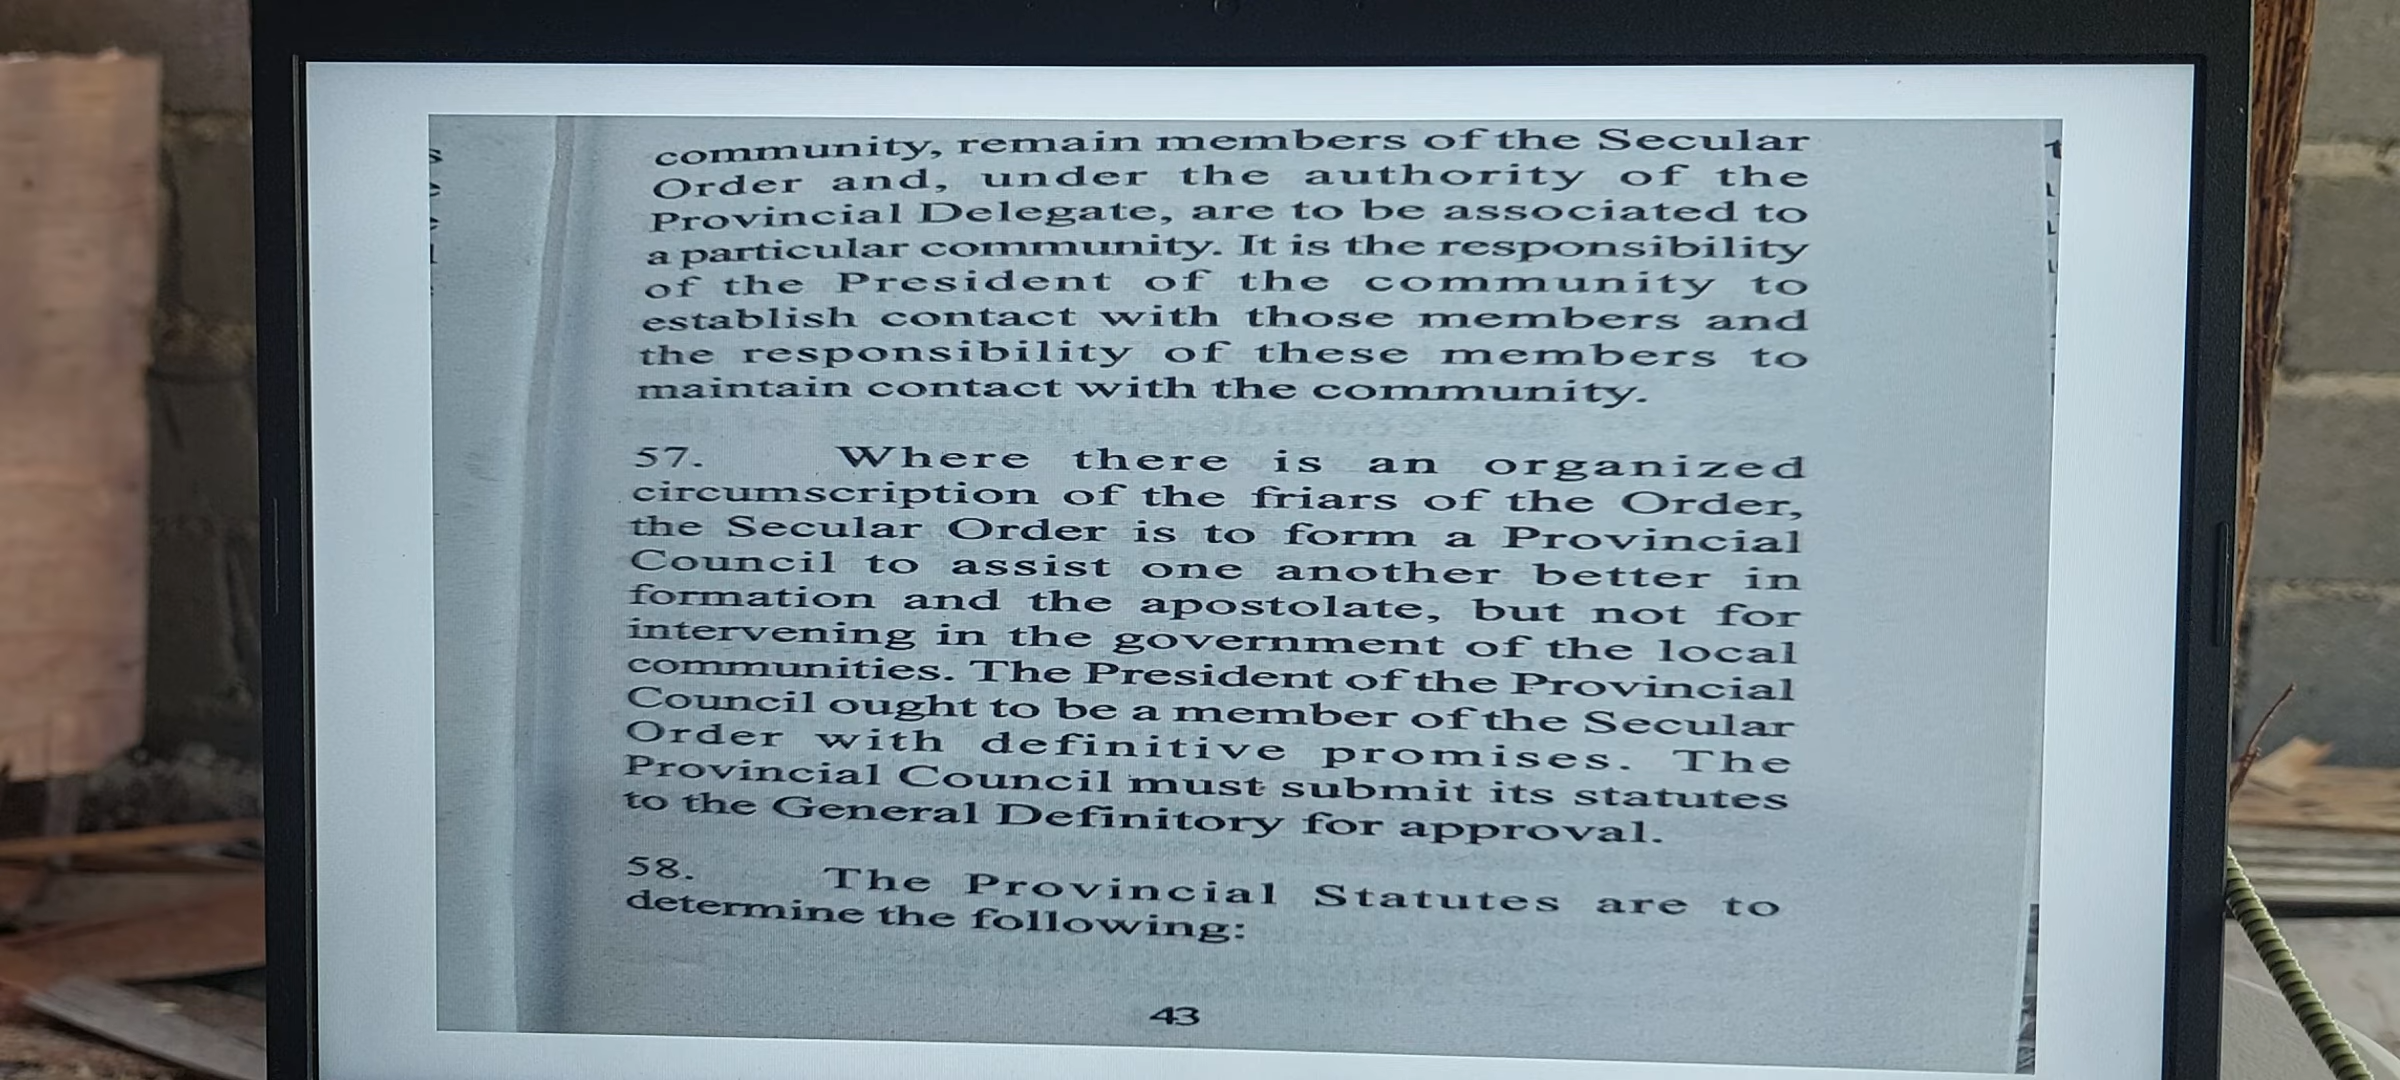 community, remain members of the Secular
Order and, under the authority of the
Provincial Delegate, are to be associated to
a particular community. It is the responsibility
of the President of the community to
establish contact with those members and
the responsibility of these members to
maintain contact with the community.
57. Where there is an organized
circumscription of the friars of the Order,
the Secular Order is to form a Provincial
Council to assist one another better in
formation and the apostolate, but not for
intervening in the government of the local
communities. The President of the Provincial
Council ought to be a member of the Secular
Order with definitive promises. The
Provincial Council must submit its statutes
to the General Definitory for approval.
58. The Provincial Statutes are to
determine the following:
43